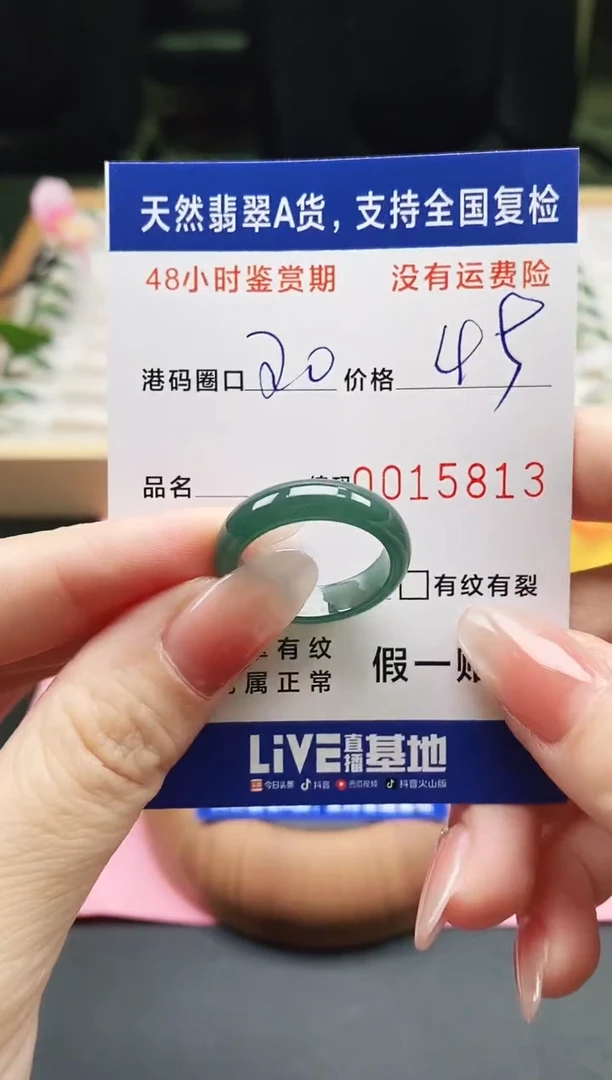 天然翡翠A货，支持全国复检
48小时鉴赏期 没有运费险
港码圈口 20 价格 45
品名 0015813
有纹有裂
有纹 假一
属正常
LiVE直播基地
今日头条 抖音 西瓜视频 抖音火山版